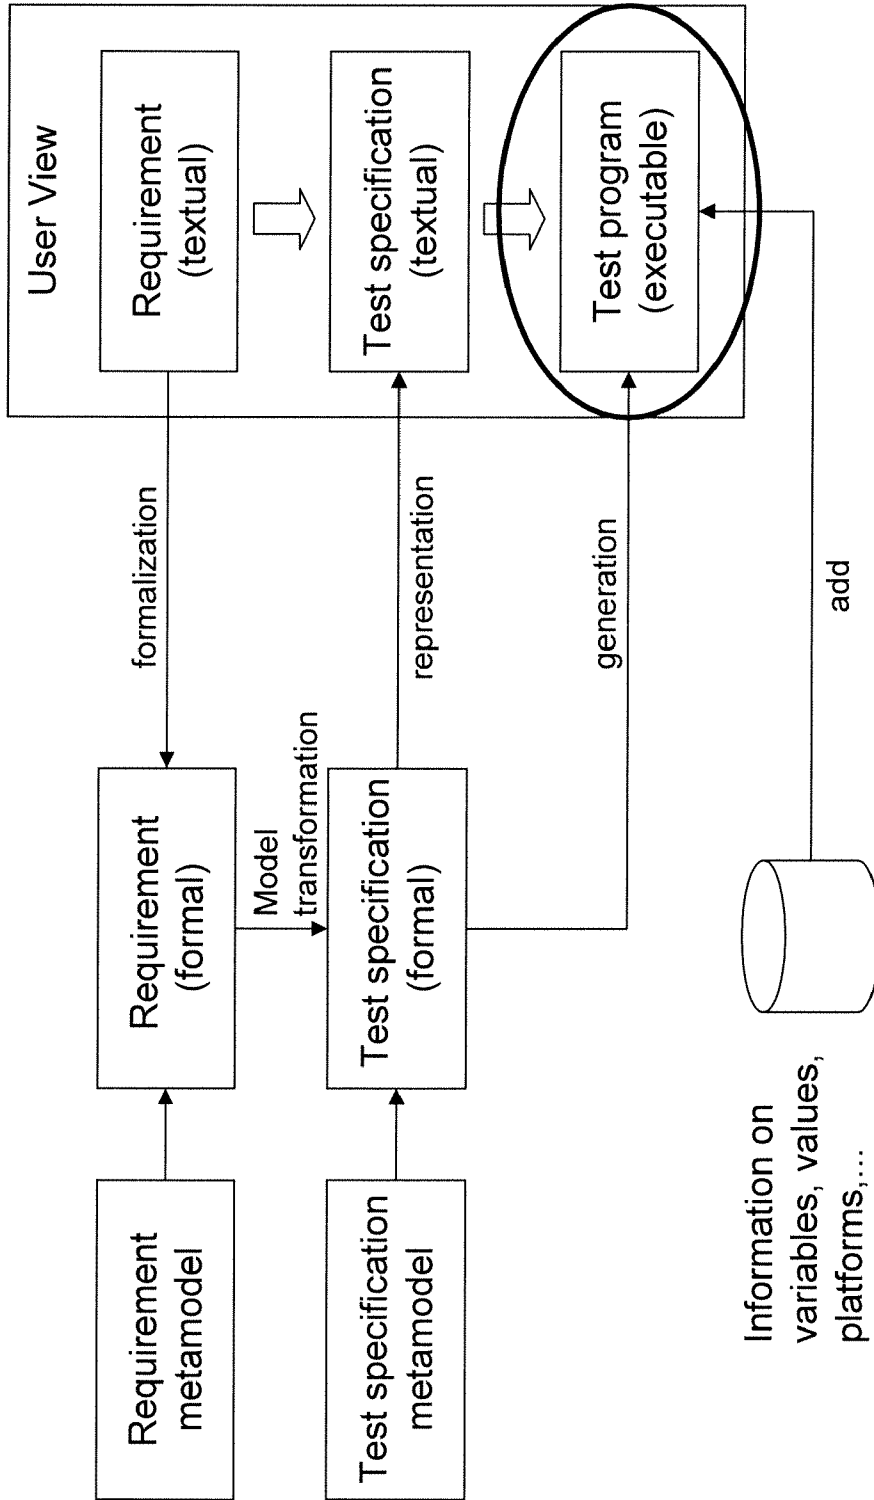 User View
Requirement
metamodel
Requirement
(formal)
formalization
Requirement
(textual)
Model
transformation
Test specification
metamodel
Test specification
(formal)
representation
Test specification
(textual)
generation
Test program
(executable)
Information on
variables, values,
platforms,...
add